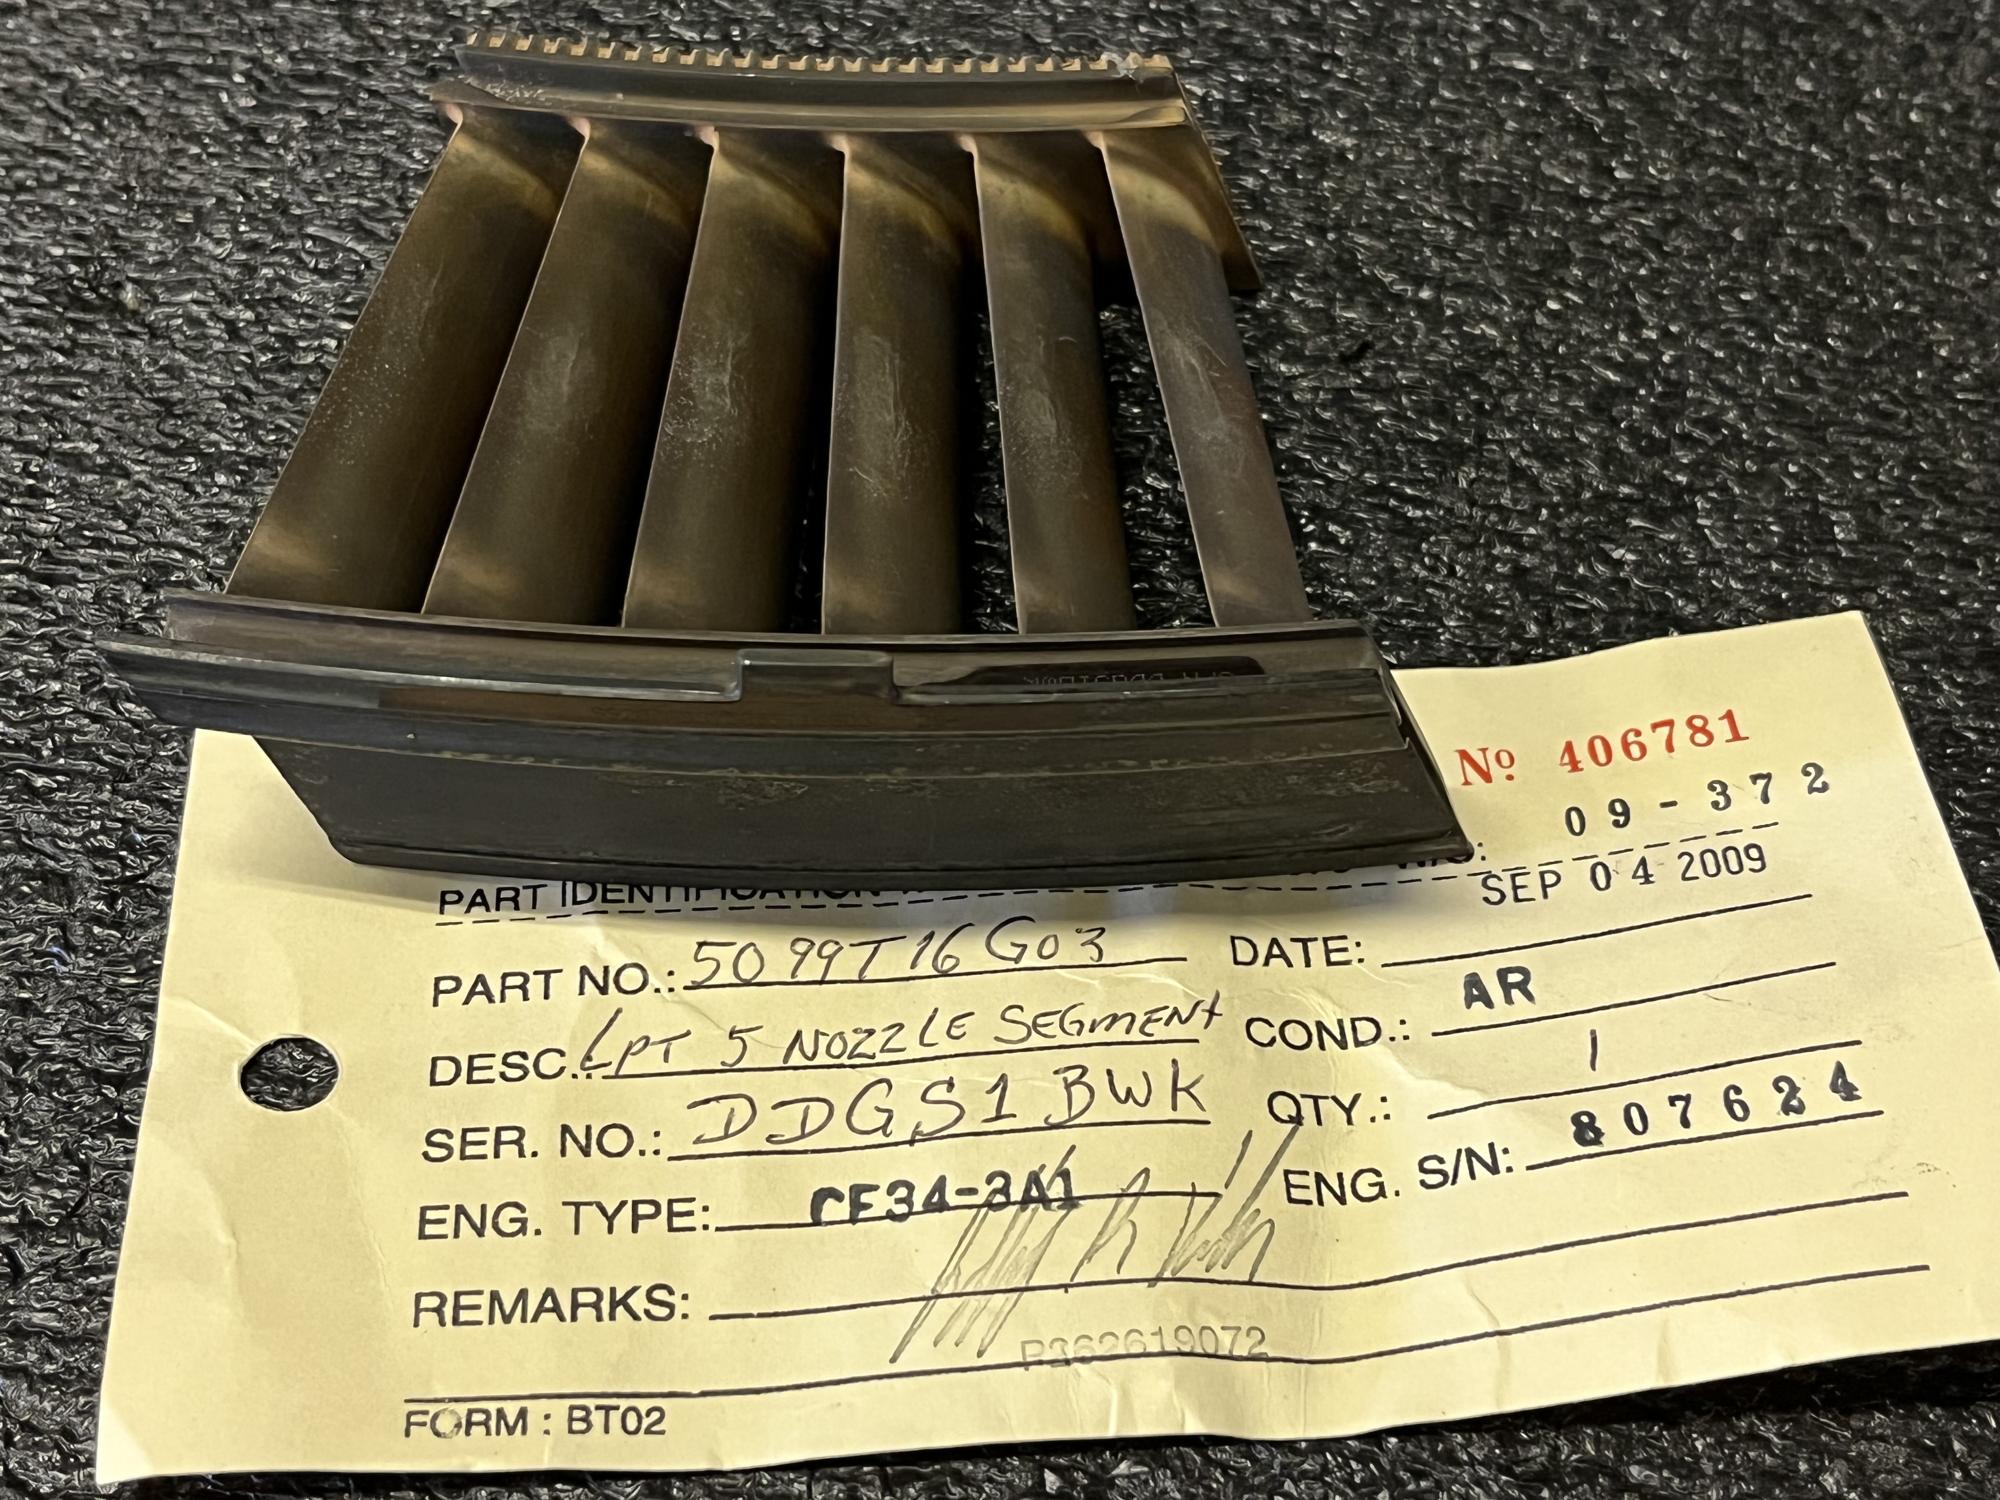 Nº 406781
09-372
PART IDENTIFICATION
SEP 04 2009
PART NO.: 5099T16G03 DATE:
DESC.: LPT 5 NOZZLE SEGMENT COND.: AR
SER. NO.: DDGS1BWK QTY.: 1
ENG. TYPE: CF34-3A1 ENG. S/N: 807624
REMARKS:
P362619072
FORM : BT02